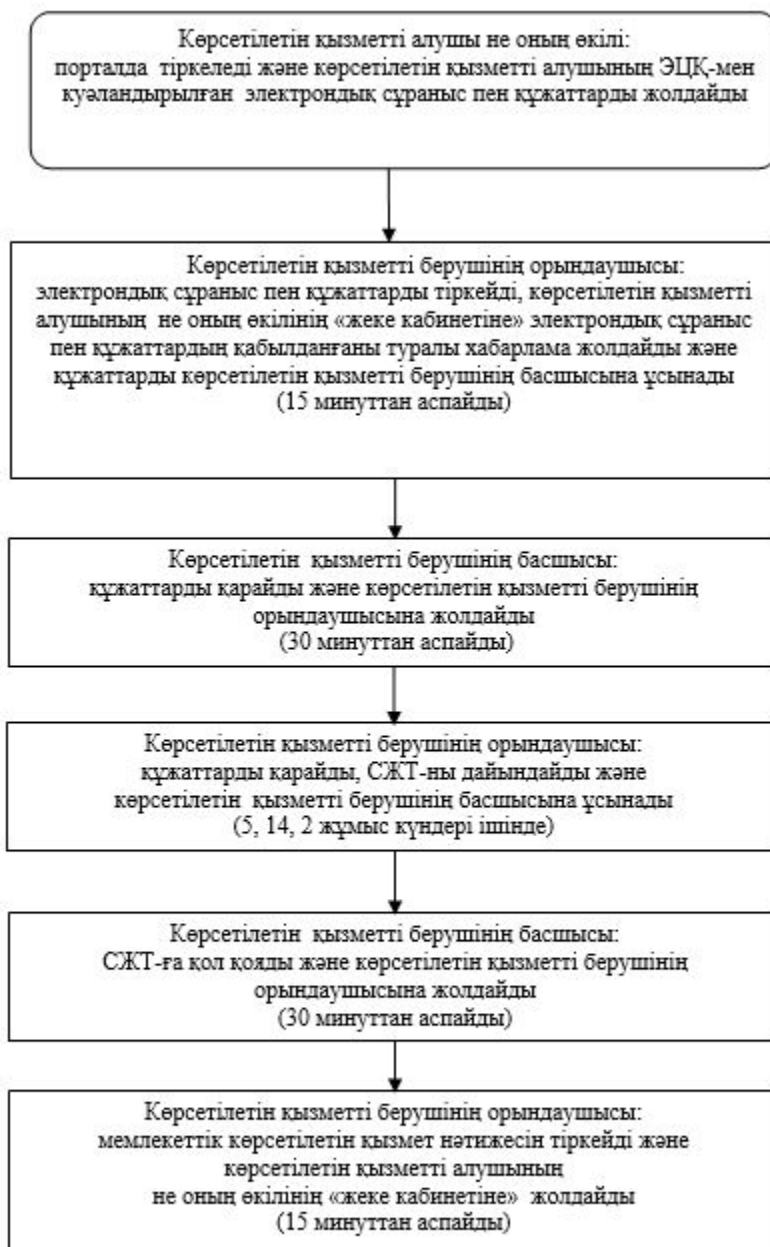 Көрсетілетін қызметті алушы не оның өкілі:
порталда тіркеледі және көрсетілетін қызметті алушының ЭЦҚ-мен
куәландырылған электрондық сұраныс пен құжаттарды жолдайды
Көрсетілетін қызметті берушінің орындаушысы:
электрондық сұраныс пен құжаттарды тіркейді, көрсетілетін қызметті
алушының не оның өкілінің «жеке кабинетіне» электрондық сұраныс
пен құжаттардың қабылданғаны туралы хабарлама жолдайды және
құжаттарды көрсетілетін қызметті берушінің басшысына ұсынады
(15 минуттан аспайды)
Көрсетілетін қызметті берушінің басшысы:
құжаттарды қарайды және көрсетілетін қызметті берушінің
орындаушысына жолдайды
(30 минуттан аспайды)
Көрсетілетін қызметті берушінің орындаушысы:
құжаттарды қарайды, СЖТ-ны дайындайды және
көрсетілетін қызметті берушінің басшысына ұсынады
(5, 14, 2 жұмыс күндері ішінде)
Көрсетілетін қызметті берушінің басшысы:
СЖТ-ға қол қояды және көрсетілетін қызметті берушінің
орындаушысына жолдайды
(30 минуттан аспайды)
Көрсетілетін қызметті берушінің орындаушысы:
мемлекеттік көрсетілетін қызмет нәтижесін тіркейді және
көрсетілетін қызметті алушының
не оның өкілінің «жеке кабинетіне» жолдайды
(15 минуттан аспайды)